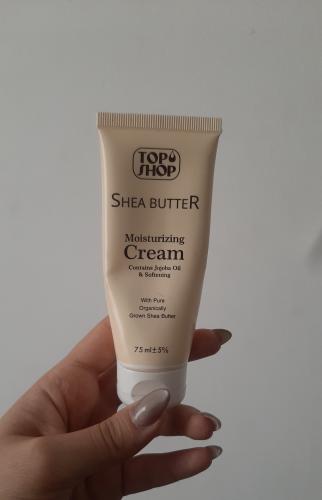 TOP
SHOP
SHEA BUTTER
Moisturizing
Cream
Contains Jojoba Oil
& Softening
With Pure
Organically
Grown Shea Butter
75 ml±5%